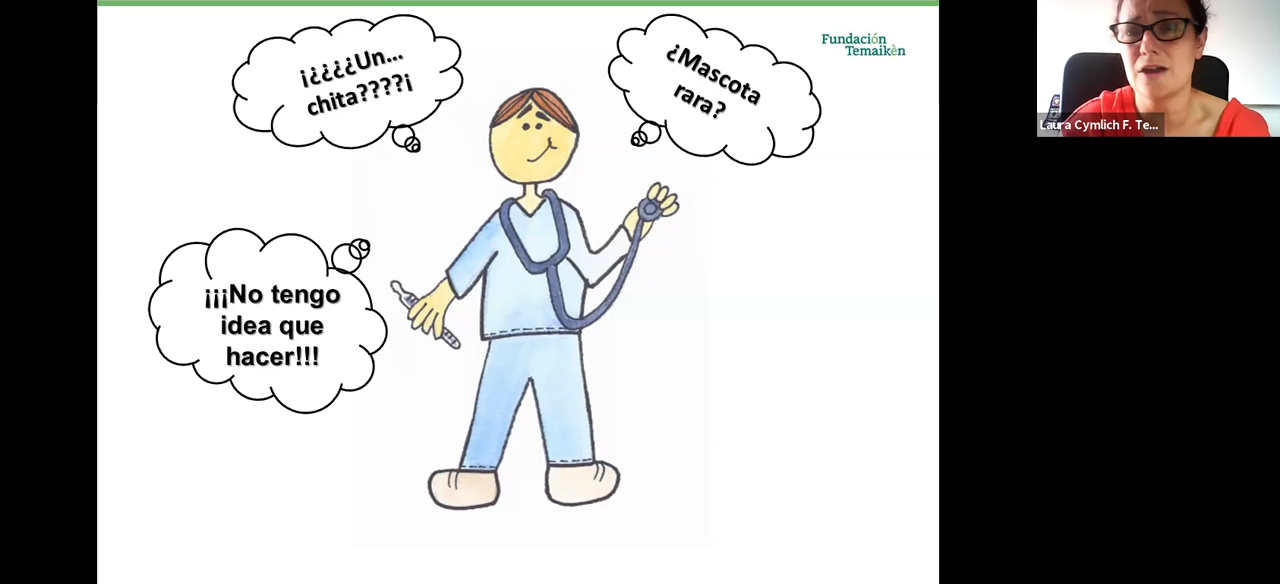 ¡¿¿¿¿Un...
chita????¡
¿Mascota
rara?
Fundación
Temaikèn
Laura Cymlich F. Te...
¡¡¡No tengo
idea que
hacer!!!